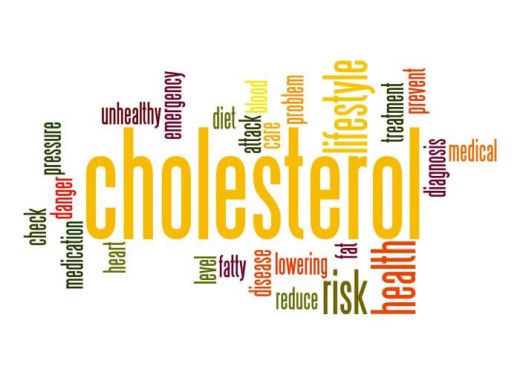 unhealthy
emergency
diet
attack
blood
care
problem
lifestyle
treatment
prevent
diagnosis
medical
cholesterol
check
pressure
danger
medication
heart
level
fatty
disease
lowering
reduce
risk
fat
health